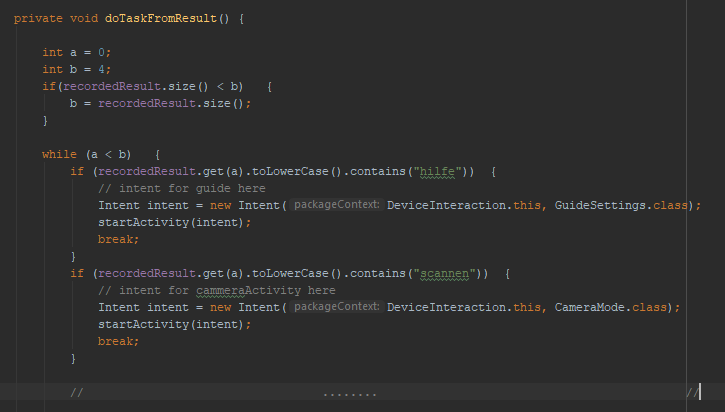 private void doTaskFromResult() {
int a = 0;
int b = 4;
if(recordedResult.size() < b) {
b = recordedResult.size();
}
while (a < b) {
if (recordedResult.get(a).toLowerCase().contains("hilfe")) {
// intent for guide here
Intent intent = new Intent( packageContext: DeviceInteraction.this, GuideSettings.class);
startActivity(intent);
break;
}
if (recordedResult.get(a).toLowerCase().contains("scannen")) {
// intent for cammeraActivity here
Intent intent = new Intent( packageContext: DeviceInteraction.this, CameraMode.class);
startActivity(intent);
break;
}
// ........ //